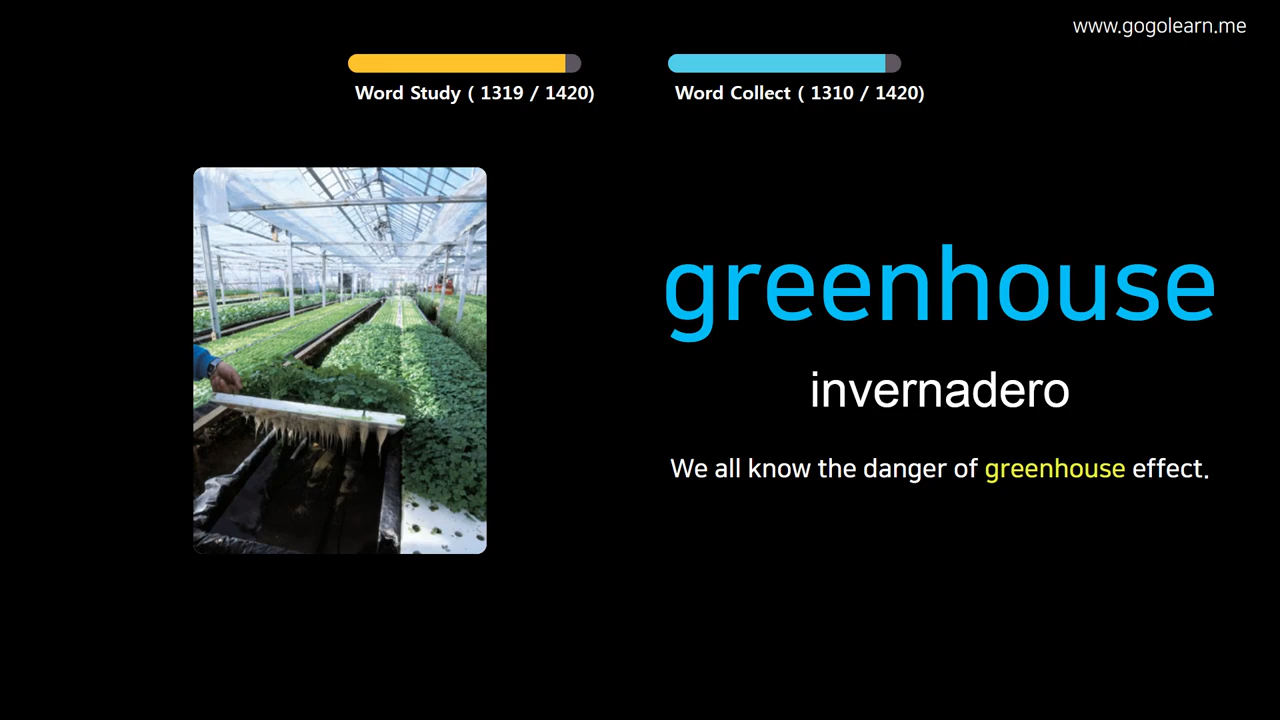 www.gogolearn.me
Word Study ( 1319 / 1420)
Word Collect ( 1310 / 1420)
greenhouse
invernadero
We all know the danger of greenhouse effect.